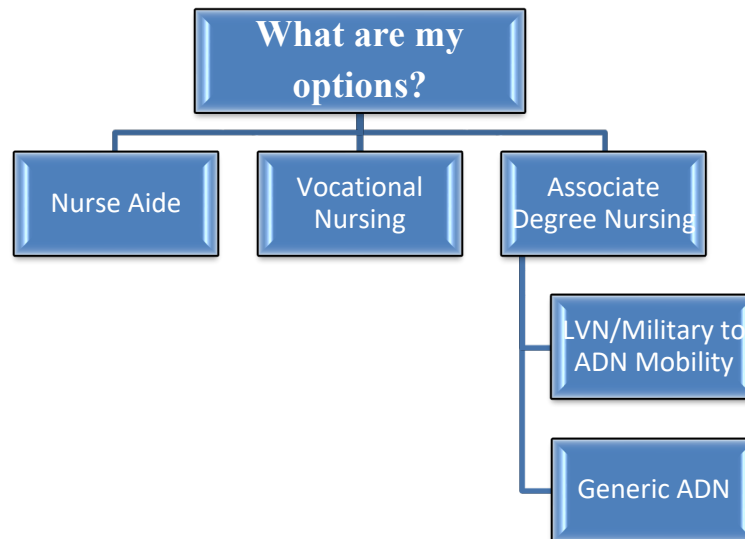 What are my
options?
Nurse Aide
Vocational
Nursing
Associate
Degree Nursing
LVN/Military to
ADN Mobility
Generic ADN